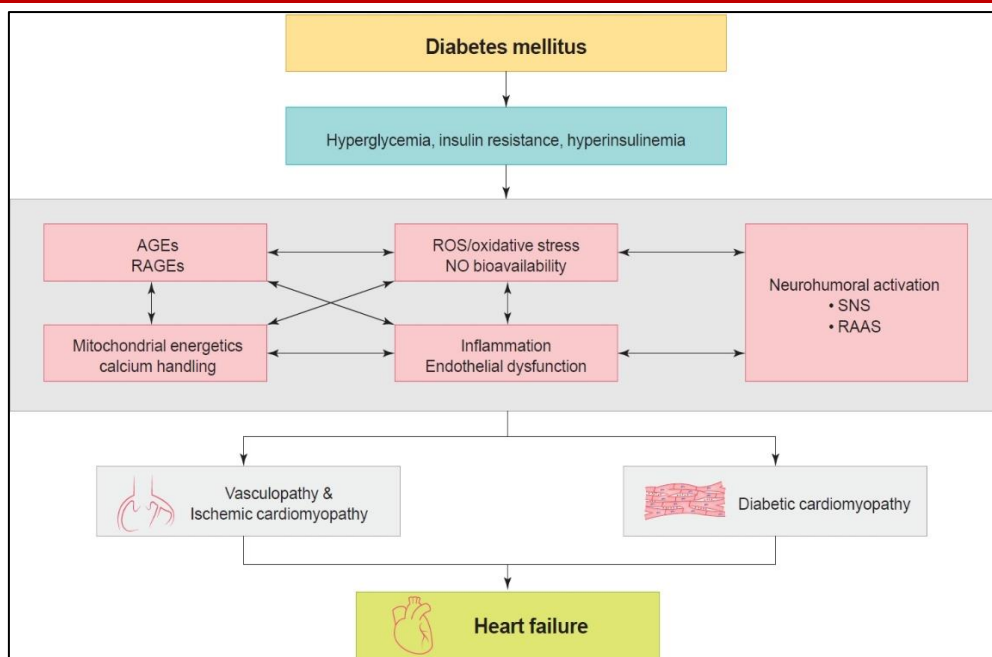 Diabetes mellitus
Hyperglycemia, insulin resistance, hyperinsulinemia
AGEs
RAGEs
ROS/oxidative stress
NO bioavailability
Neurohumoral activation
• SNS
• RAAS
Mitochondrial energetics
calcium handling
Inflammation
Endothelial dysfunction
Vasculopathy &
Ischemic cardiomyopathy
Diabetic cardiomyopathy
Heart failure